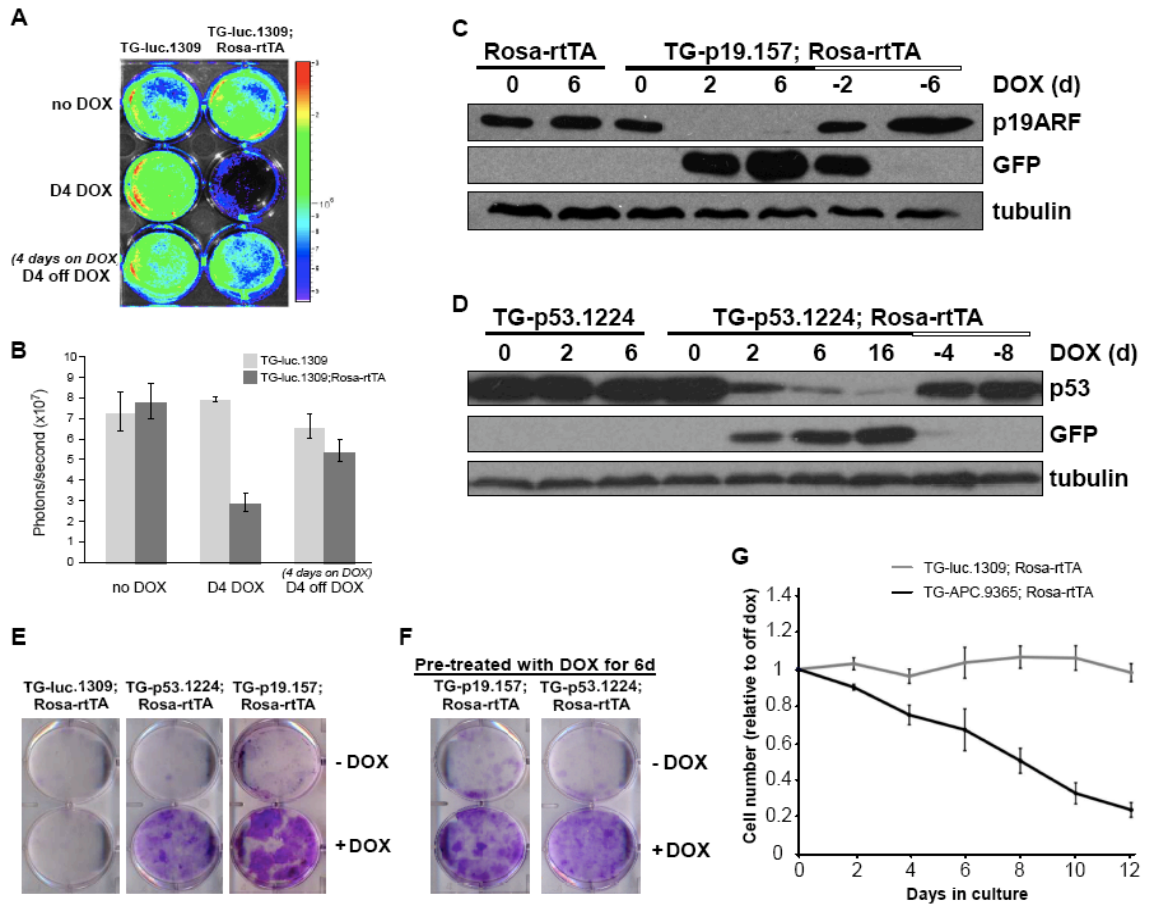 A
TG-luc.1309
TG-luc.1309;
Rosa-rtTA
no DOX
D4 DOX
(4 days on DOX
D4 off DOX
10⁶
B
Photons/second (x10⁷)
10
9
8
7
6
5
4
3
2
1
0
TG-luc.1309
TG-luc.1309;Rosa-rtTA
no DOX
D4 DOX
(4 days on DOX)
D4 off DOX
C
Rosa-rtTA
TG-p19.157; Rosa-rtTA
0 6 0 2 6 -2 -6 DOX (d)
p19ARF
GFP
tubulin
D
TG-p53.1224
TG-p53.1224; Rosa-rtTA
0 2 6 0 2 6 16 -4 -8 DOX (d)
p53
GFP
tubulin
E
TG-luc.1309;
Rosa-rtTA
TG-p53.1224;
Rosa-rtTA
TG-p19.157;
Rosa-rtTA
- DOX
+ DOX
F
Pre-treated with DOX for 6d
TG-p19.157;
Rosa-rtTA
TG-p53.1224;
Rosa-rtTA
- DOX
+ DOX
G
TG-luc.1309; Rosa-rtTA
TG-APC.9365; Rosa-rtTA
Cell number (relative to off dox)
1.4
1.2
1
0.8
0.6
0.4
0.2
0
0 2 4 6 8 10 12
Days in culture